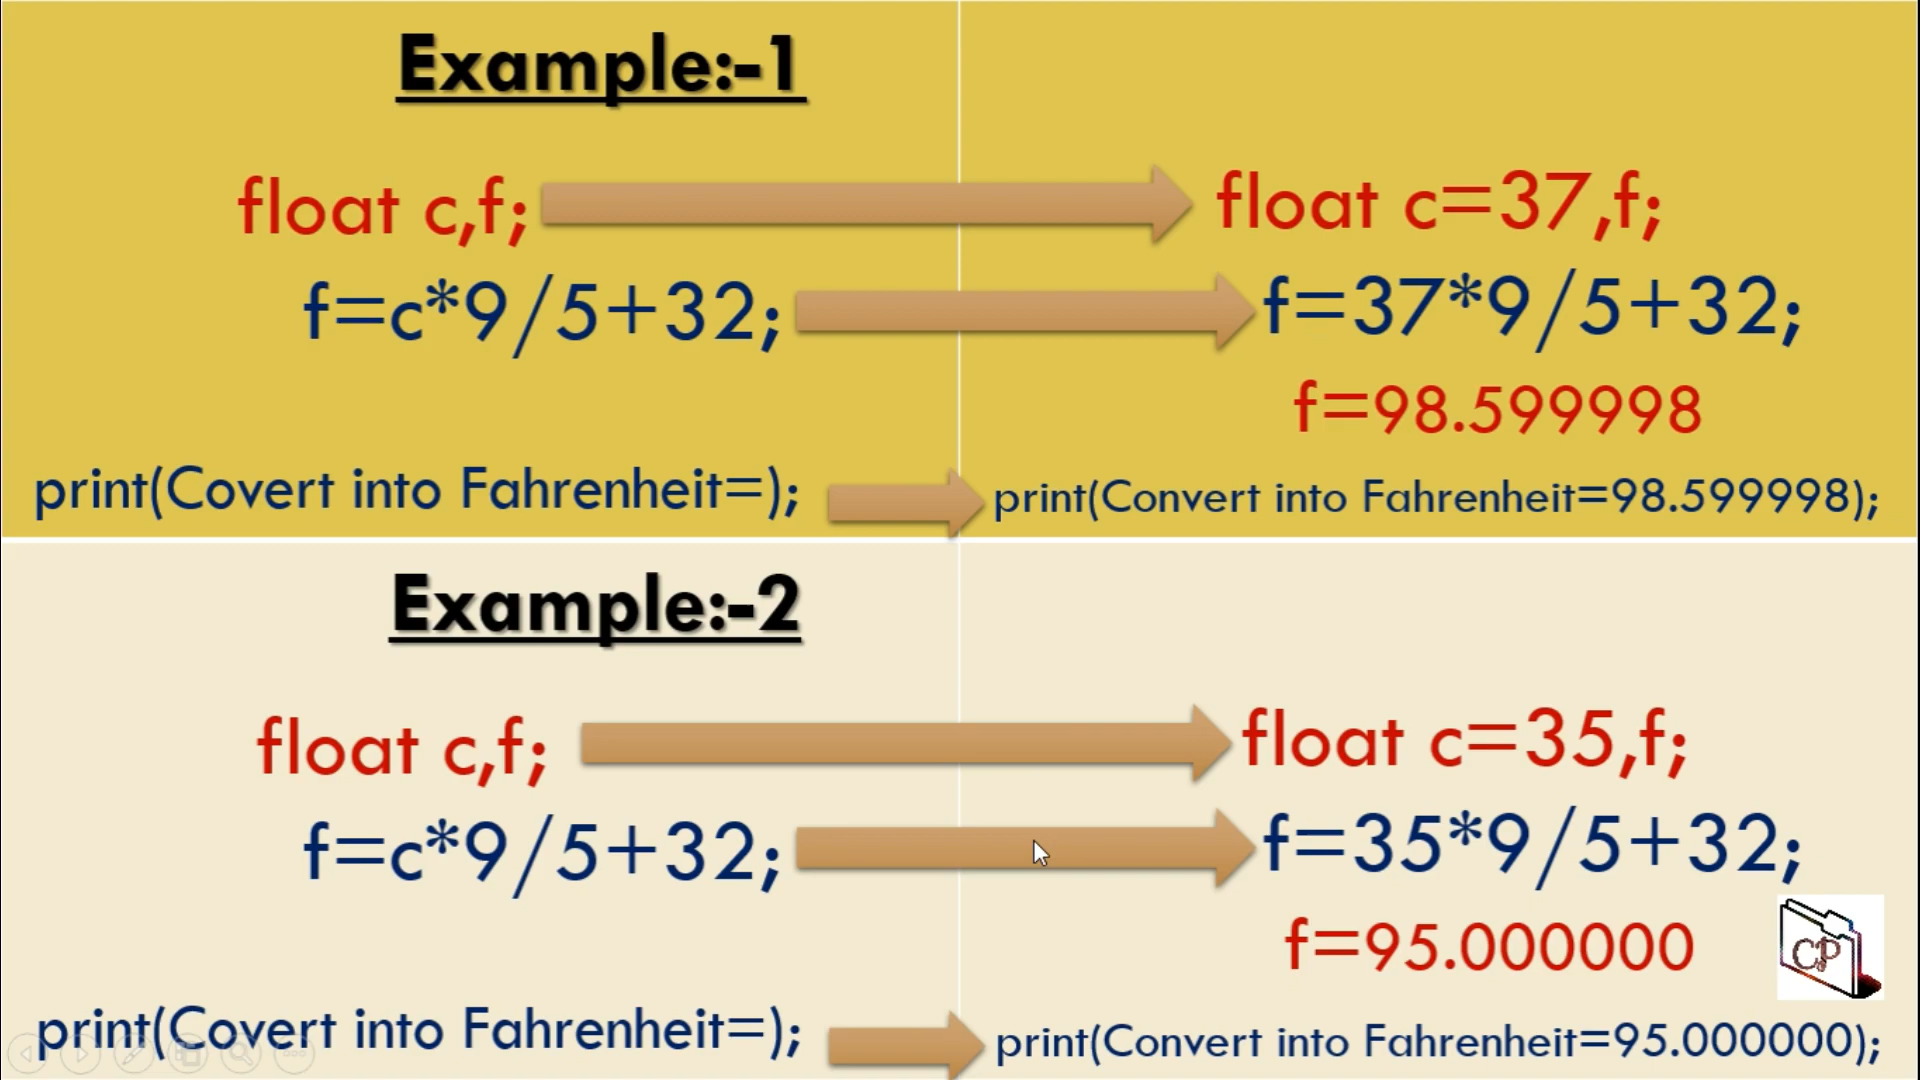 Example:-1
float c,f;
float c=37,f;
f=c*9/5+32;
f=37*9/5+32;
f=98.599998
print(Covert into Fahrenheit=);
print(Convert into Fahrenheit=98.599998);
Example:-2
float c,f;
float c=35,f;
f=c*9/5+32;
f=35*9/5+32;
f=95.000000
CP
print(Covert into Fahrenheit=);
print(Convert into Fahrenheit=95.000000);